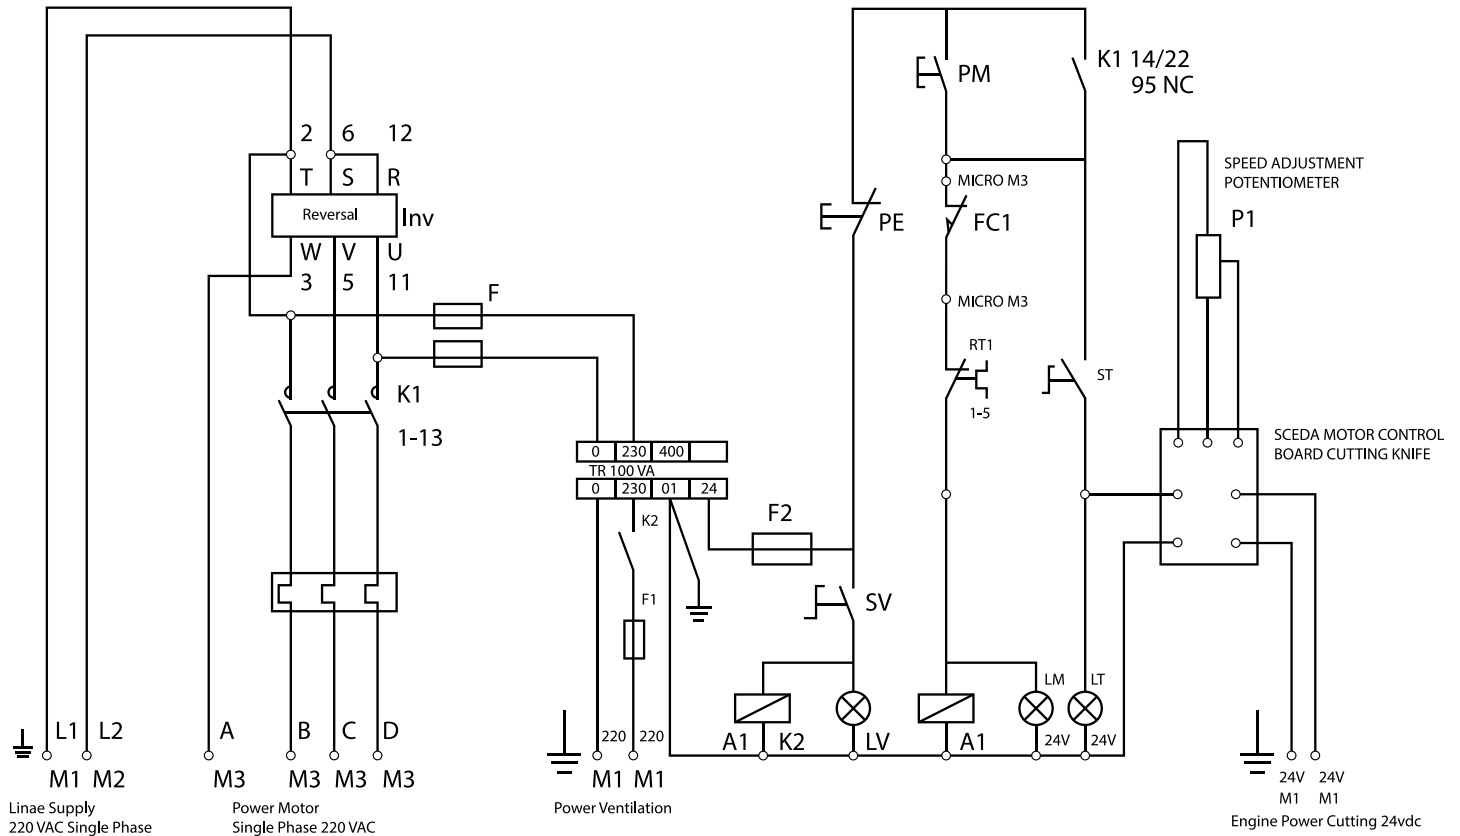 K1 14/22
95 NC
PM
2 6 12
T S R
Reversal
Inv
W V U
3 5 11
MICRO M3
FC1
PE
MICRO M3
SPEED ADJUSTMENT
POTENTIOMETER
P1
F
RT1
1-5
ST
K1
1-13
0 230 400
TR 100 VA
0 230 01 24
SCEDA MOTOR CONTROL
BOARD CUTTING KNIFE
K2
F2
F1
SV
LM
LT
L1 L2
A B C D
220 220
A1 K2
LV
A1
24V
24V
M1 M2
M3 M3 M3 M3
M1 M1
24V 24V
M1 M1
Linae Supply
220 VAC Single Phase
Power Motor
Single Phase 220 VAC
Power Ventilation
Engine Power Cutting 24vdc